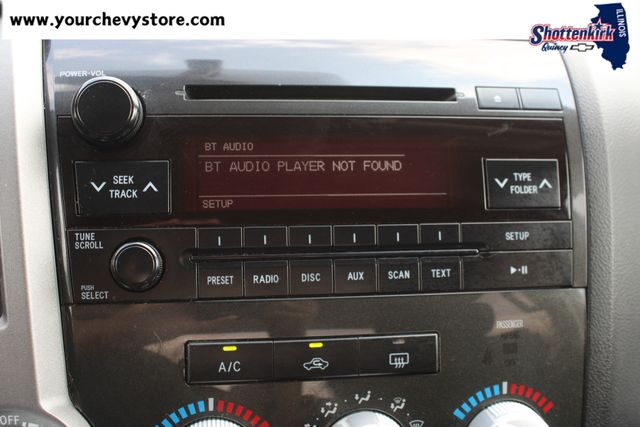 www.yourchevystore.com
Shottenkirk
Quincy
ILLINOIS
POWER-VOL
BT AUDIO
BT AUDIO PLAYER NOT FOUND
SETUP
SEEK
TRACK
TYPE
FOLDER
TUNE
SCROLL
SETUP
PUSH
SELECT
PRESET RADIO DISC AUX SCAN TEXT
PASSENGER
A/C
OFF